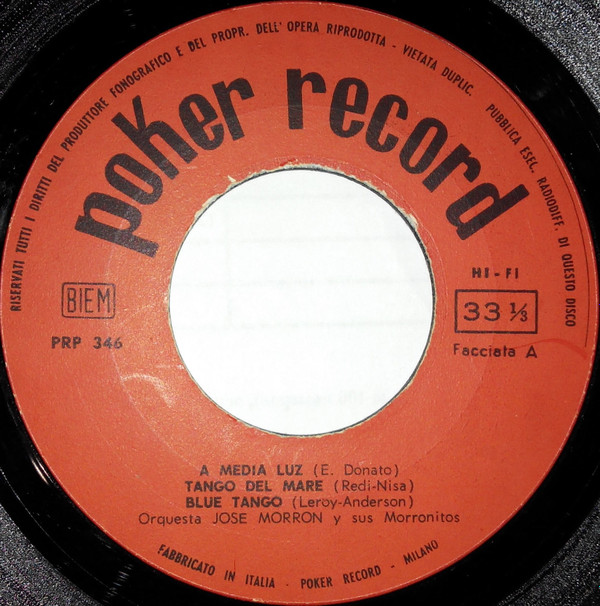 RISERVATI TUTTI I DIRITTI DEL PRODUTTORE FONOGRAFICO E DEL PROPR. DELL'OPERA RIPRODOTTA - VIETATA DUPLIC. PUBBLICA ESEC. RADIODIFF. DI QUESTO DISCO
poker record
BIEM
PRP 346
HI-FI
33 ⅓
Facciata A
A MEDIA LUZ (E. Donato)
TANGO DEL MARE (Redi-Nisa)
BLUE TANGO (Leroy-Anderson)
Orquesta JOSE MORRON y sus Morronitos
FABBRICATO IN ITALIA - POKER RECORD - MILANO